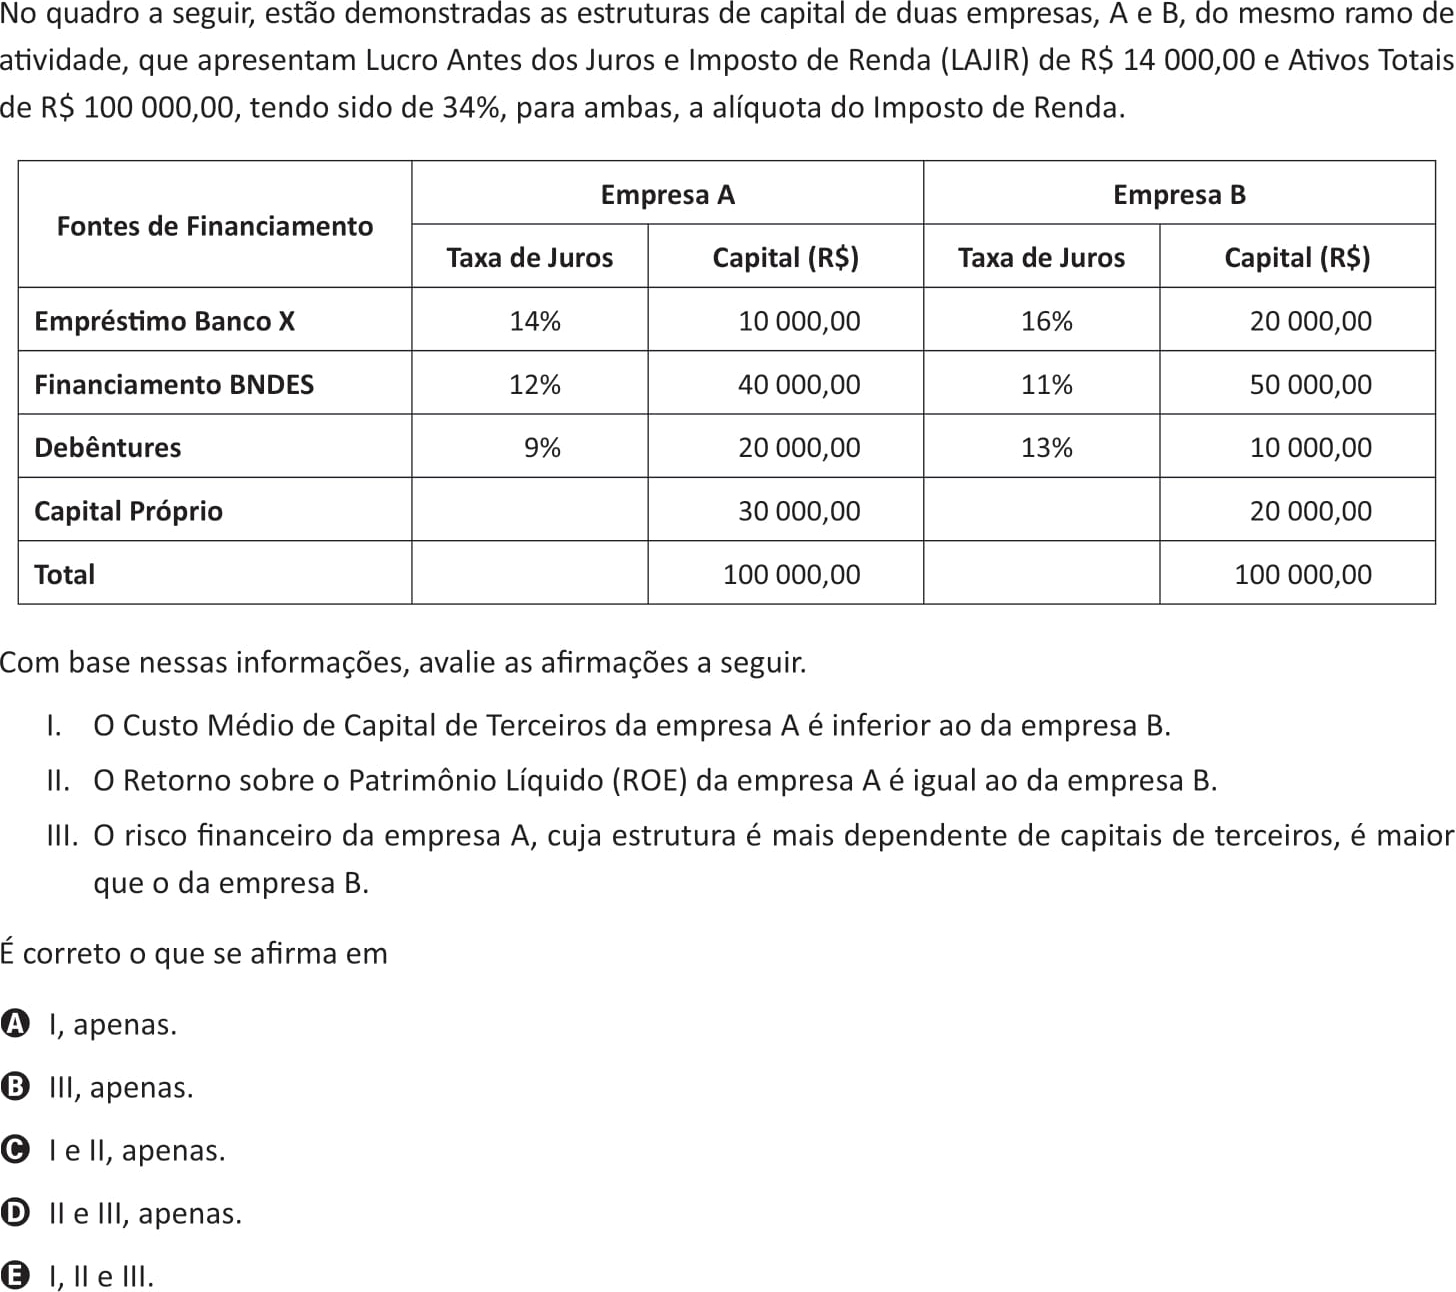 No quadro a seguir, estão demonstradas as estruturas de capital de duas empresas, A e B, do mesmo ramo de
atividade, que apresentam Lucro Antes dos Juros e Imposto de Renda (LAJIR) de R$ 14 000,00 e Ativos Totais
de R$ 100 000,00, tendo sido de 34%, para ambas, a alíquota do Imposto de Renda.
Fontes de Financiamento Empresa A Empresa B
Taxa de Juros Capital (R$) Taxa de Juros Capital (R$)
Empréstimo Banco X 14% 10 000,00 16% 20 000,00
Financiamento BNDES 12% 40 000,00 11% 50 000,00
Debêntures 9% 20 000,00 13% 10 000,00
Capital Próprio 30 000,00 20 000,00
Total 100 000,00 100 000,00
Com base nessas informações, avalie as afirmações a seguir.
I. O Custo Médio de Capital de Terceiros da empresa A é inferior ao da empresa B.
II. O Retorno sobre o Patrimônio Líquido (ROE) da empresa A é igual ao da empresa B.
III. O risco financeiro da empresa A, cuja estrutura é mais dependente de capitais de terceiros, é maior
que o da empresa B.
É correto o que se afirma em
A I, apenas.
B III, apenas.
C I e II, apenas.
D II e III, apenas.
E I, II e III.